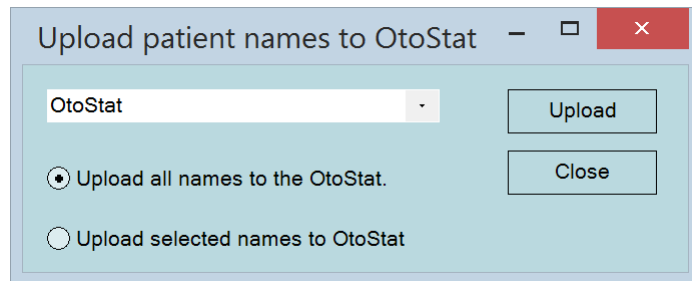 Upload patient names to OtoStat
OtoStat
Upload
Upload all names to the OtoStat.
Close
Upload selected names to OtoStat